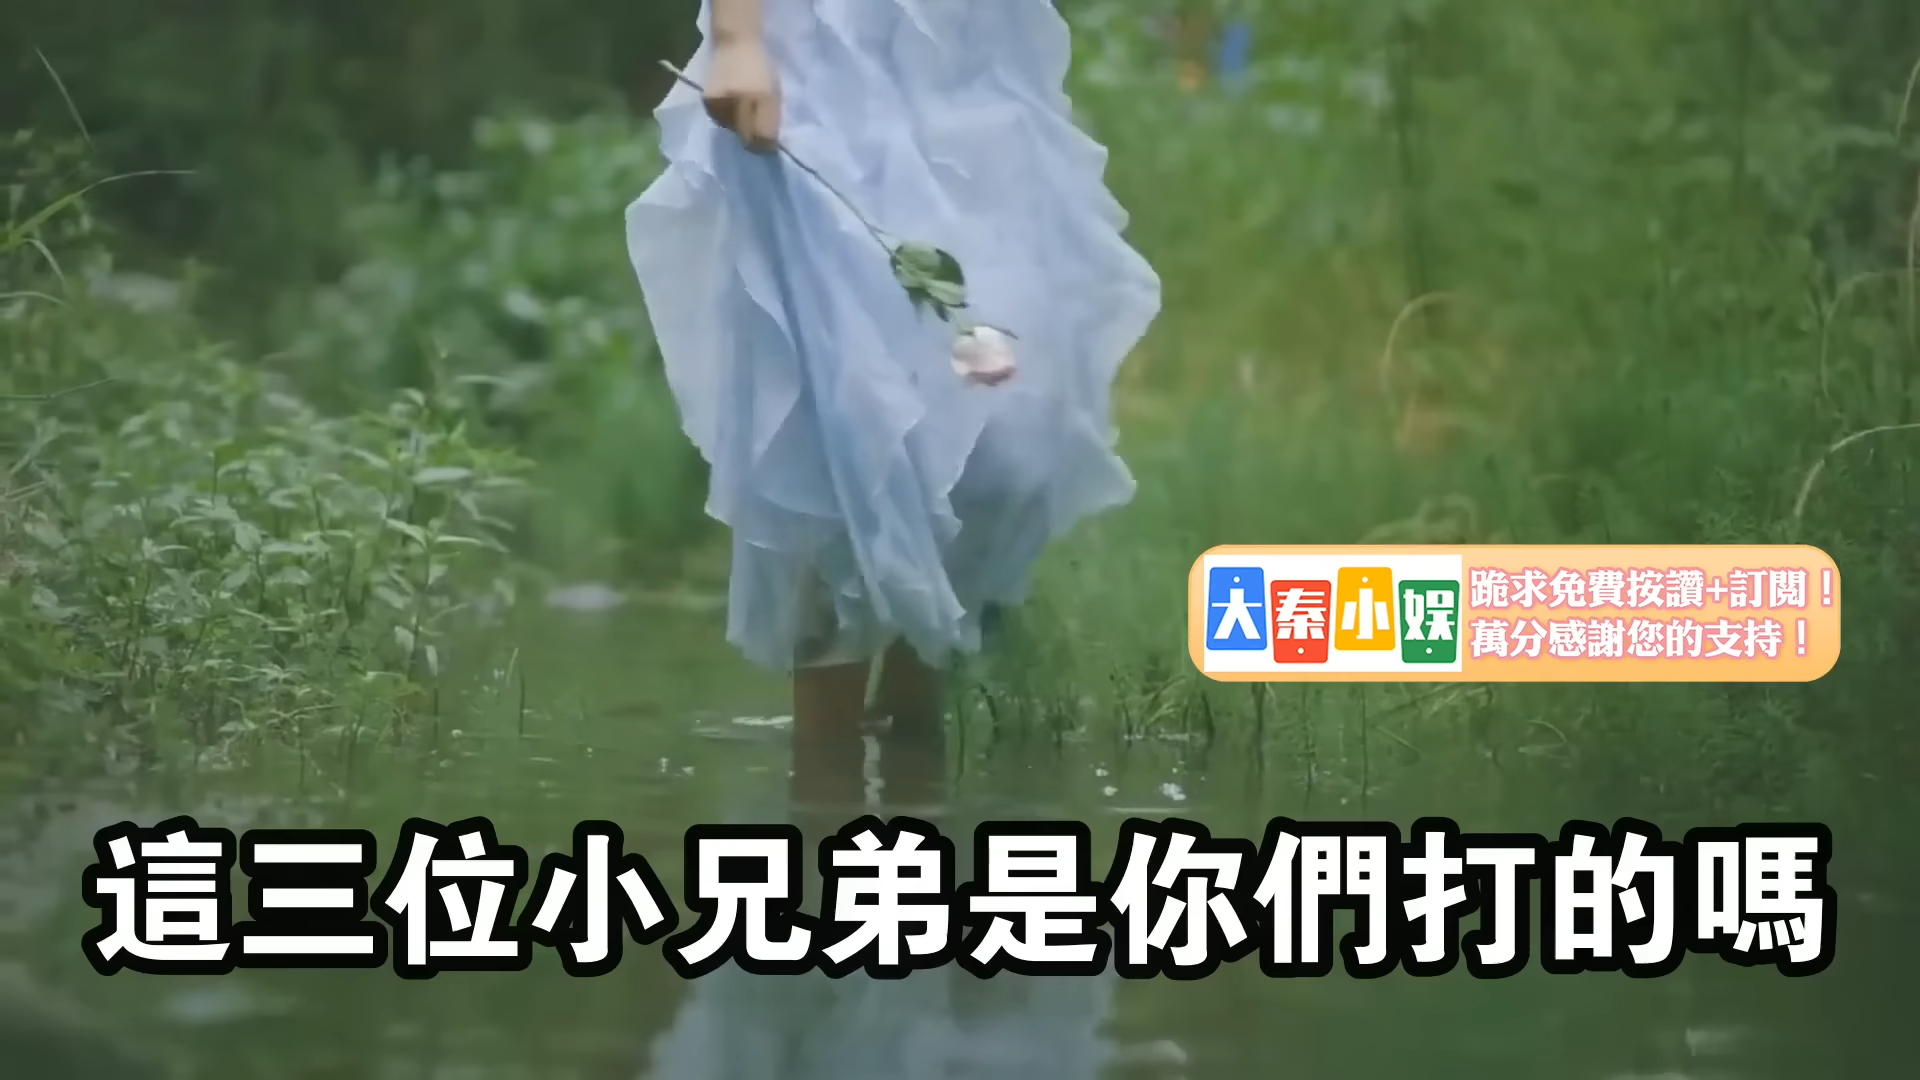 大秦小娱
跪求免費按讚+訂閱！
萬分感謝您的支持！
這三位小兄弟是你們打的嗎